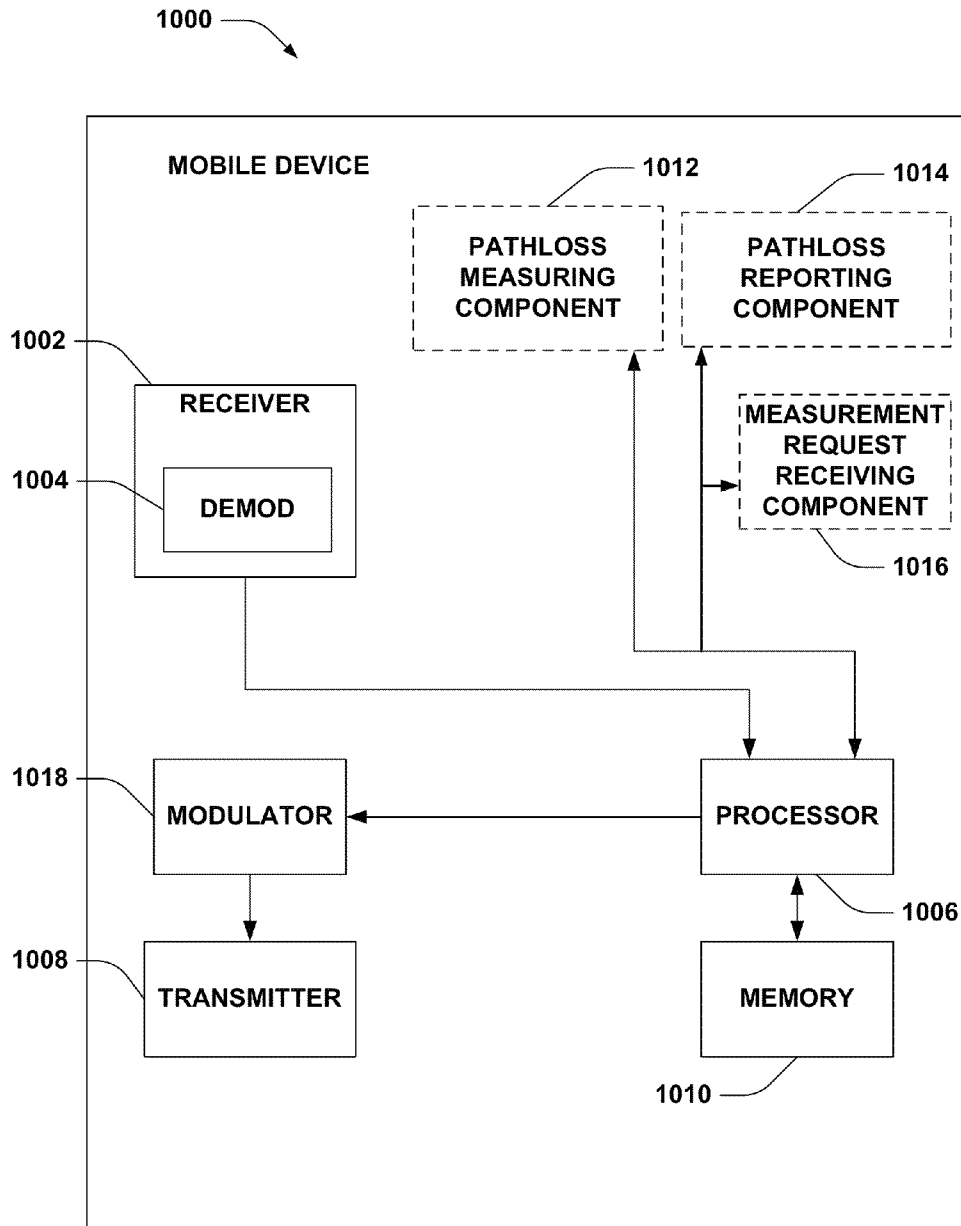 1000
MOBILE DEVICE
1012
1014
PATHLOSS
MEASURING
COMPONENT
PATHLOSS
REPORTING
COMPONENT
1002
RECEIVER
1004
DEMOD
MEASUREMENT
REQUEST
RECEIVING
COMPONENT
1016
1018
MODULATOR
PROCESSOR
1006
1008
TRANSMITTER
MEMORY
1010